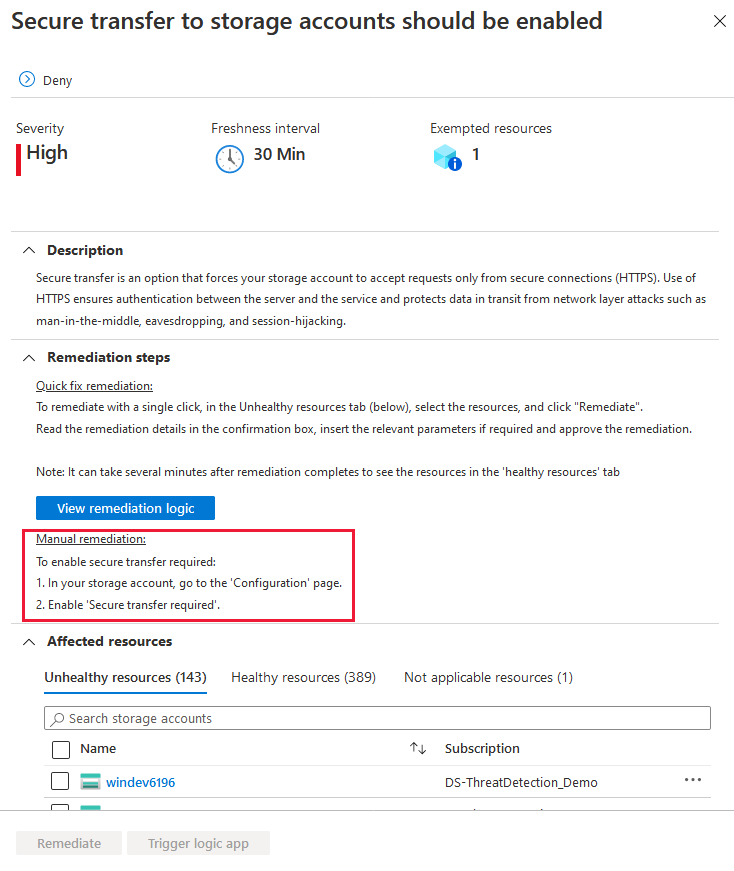 Secure transfer to storage accounts should be enabled
Deny
Severity
High
Freshness interval
30 Min
Exempted resources
1
Description
Secure transfer is an option that forces your storage account to accept requests only from secure connections (HTTPS). Use of
HTTPS ensures authentication between the server and the service and protects data in transit from network layer attacks such as
man-in-the-middle, eavesdropping, and session-hijacking.
Remediation steps
Quick fix remediation:
To remediate with a single click, in the Unhealthy resources tab (below), select the resources, and click "Remediate".
Read the remediation details in the confirmation box, insert the relevant parameters if required and approve the remediation.
Note: It can take several minutes after remediation completes to see the resources in the 'healthy resources' tab
View remediation logic
Manual remediation:
To enable secure transfer required:
1. In your storage account, go to the 'Configuration' page.
2. Enable 'Secure transfer required'.
Affected resources
Unhealthy resources (143) Healthy resources (389) Not applicable resources (1)
Search storage accounts
Name Subscription
windev6196 DS-ThreatDetection_Demo
Remediate Trigger logic app